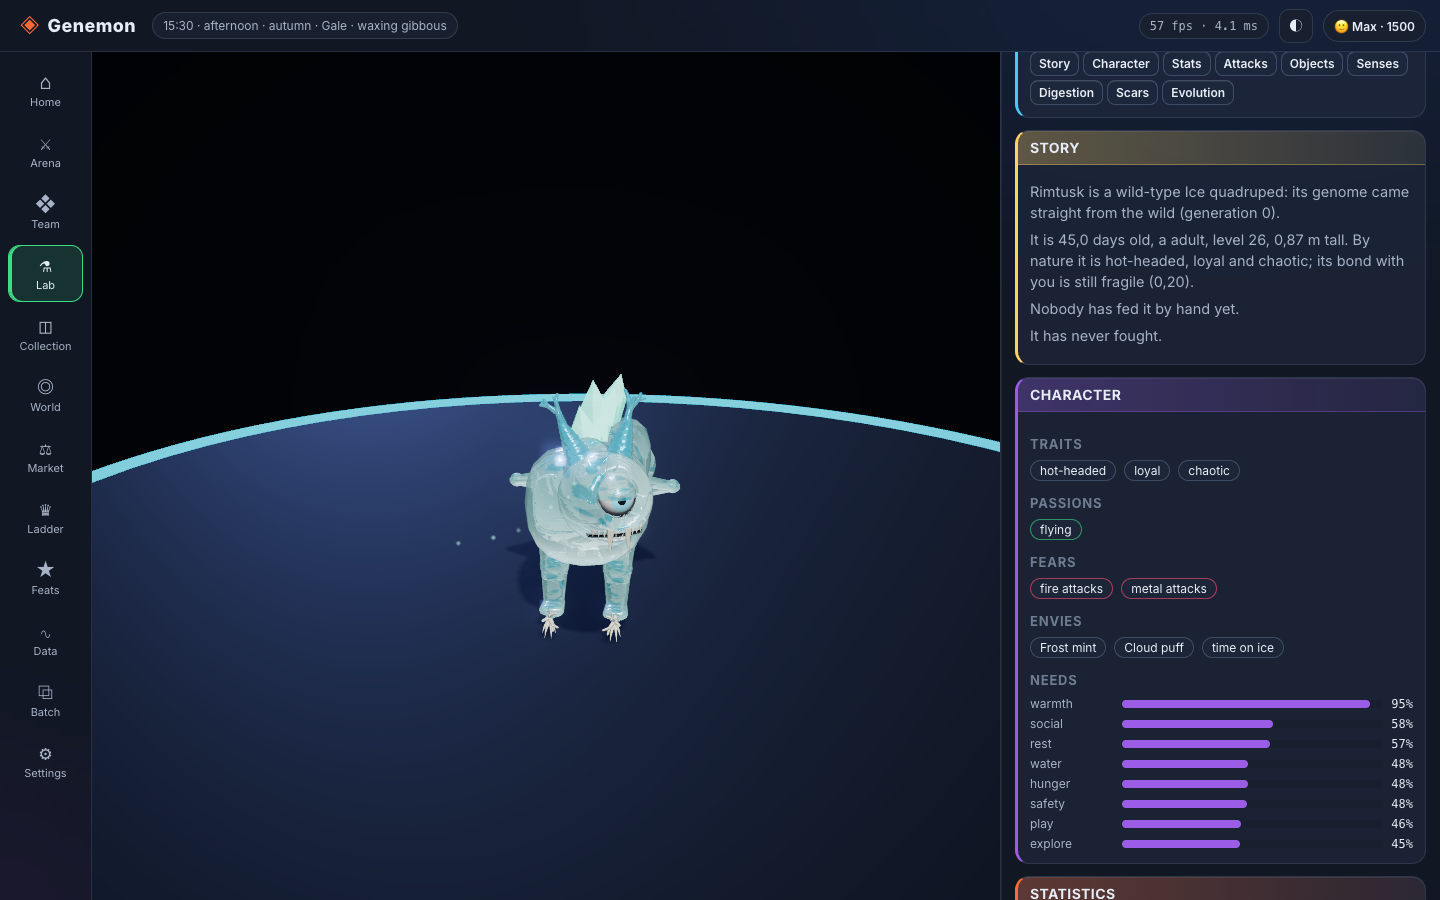 Genemon
15:30 · afternoon · autumn · Gale · waxing gibbous
57 fps · 4.1 ms
Max · 1500
Home
Arena
Team
Lab
Collection
World
Market
Ladder
Feats
Data
Batch
Settings
Story Character Stats Attacks Objects Senses
Digestion Scars Evolution
STORY
Rimtusk is a wild-type Ice quadruped: its genome came
straight from the wild (generation 0).
It is 45,0 days old, a adult, level 26, 0,87 m tall. By
nature it is hot-headed, loyal and chaotic; its bond with
you is still fragile (0,20).
Nobody has fed it by hand yet.
It has never fought.
CHARACTER
TRAITS
hot-headed loyal chaotic
PASSIONS
flying
FEARS
fire attacks metal attacks
ENVIES
Frost mint Cloud puff time on ice
NEEDS
warmth 95%
social 58%
rest 57%
water 48%
hunger 48%
safety 48%
play 46%
explore 45%
STATISTICS